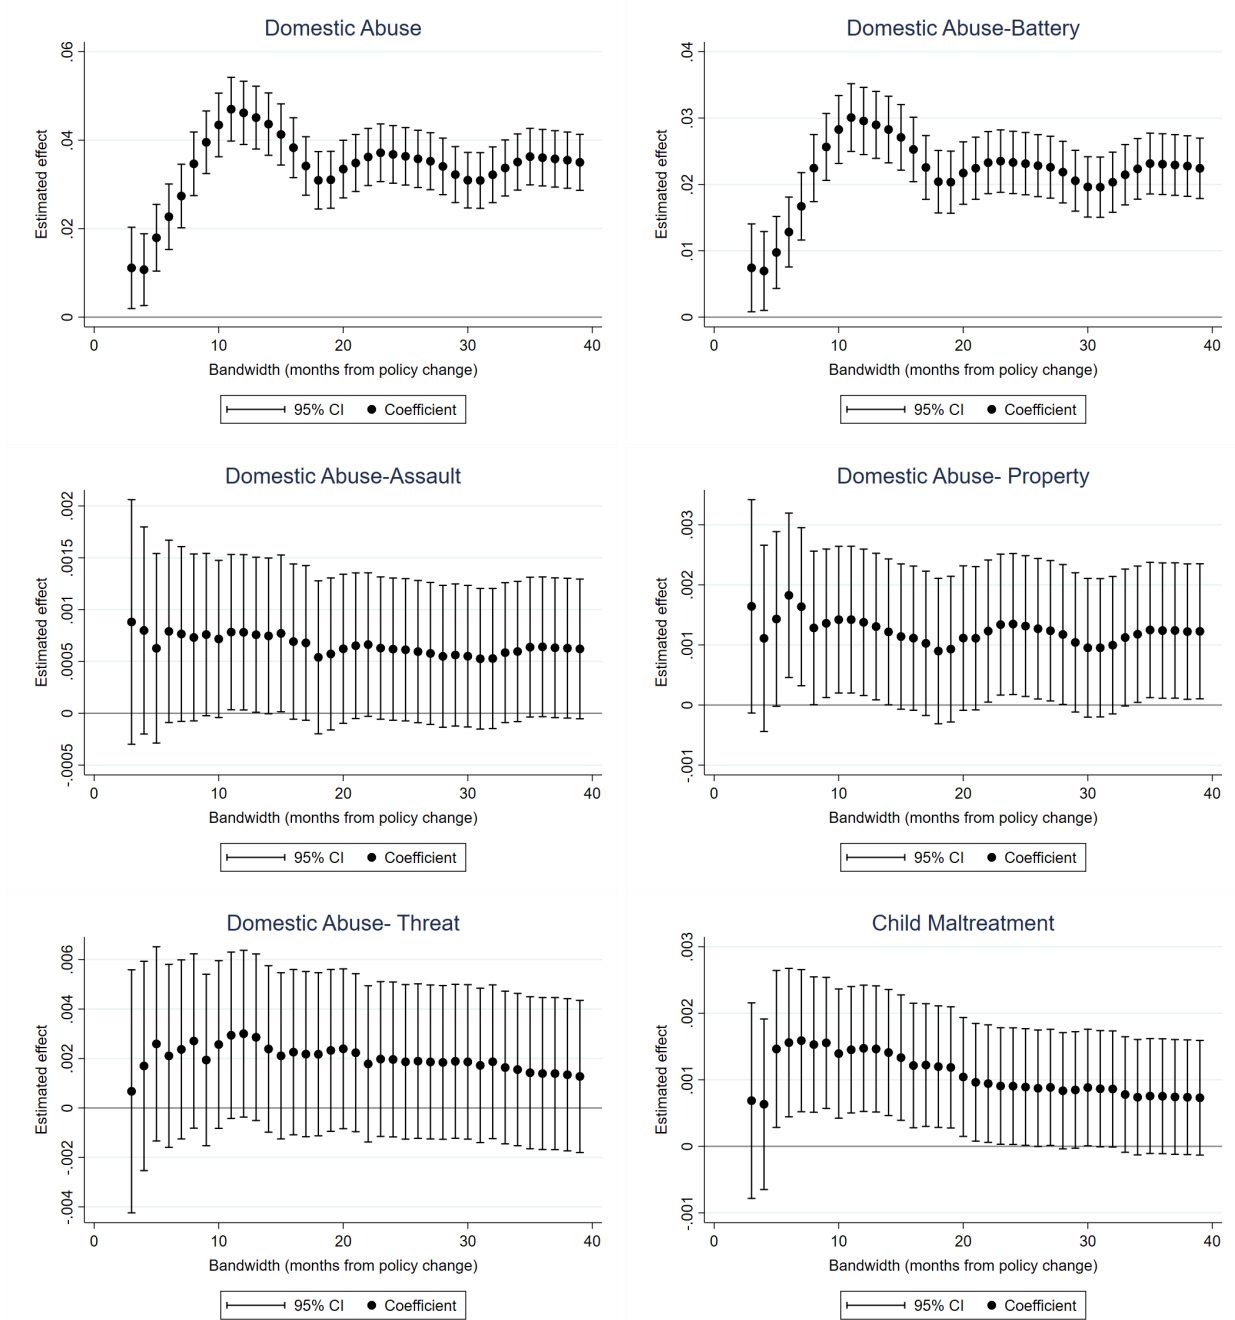 Domestic Abuse
.06
.04
.02
0
Estimated effect
0 10 20 30 40
Bandwidth (months from policy change)
95% CI Coefficient
Domestic Abuse-Battery
.04
.03
.02
.01
0
Estimated effect
0 10 20 30 40
Bandwidth (months from policy change)
95% CI Coefficient
Domestic Abuse-Assault
.002
.0015
.001
.0005
0
-.0005
Estimated effect
0 10 20 30 40
Bandwidth (months from policy change)
95% CI Coefficient
Domestic Abuse- Property
.003
.002
.001
0
-.001
Estimated effect
0 10 20 30 40
Bandwidth (months from policy change)
95% CI Coefficient
Domestic Abuse- Threat
.006
.004
.002
0
-.002
-.004
Estimated effect
0 10 20 30 40
Bandwidth (months from policy change)
95% CI Coefficient
Child Maltreatment
.003
.002
.001
0
-.001
Estimated effect
0 10 20 30 40
Bandwidth (months from policy change)
95% CI Coefficient